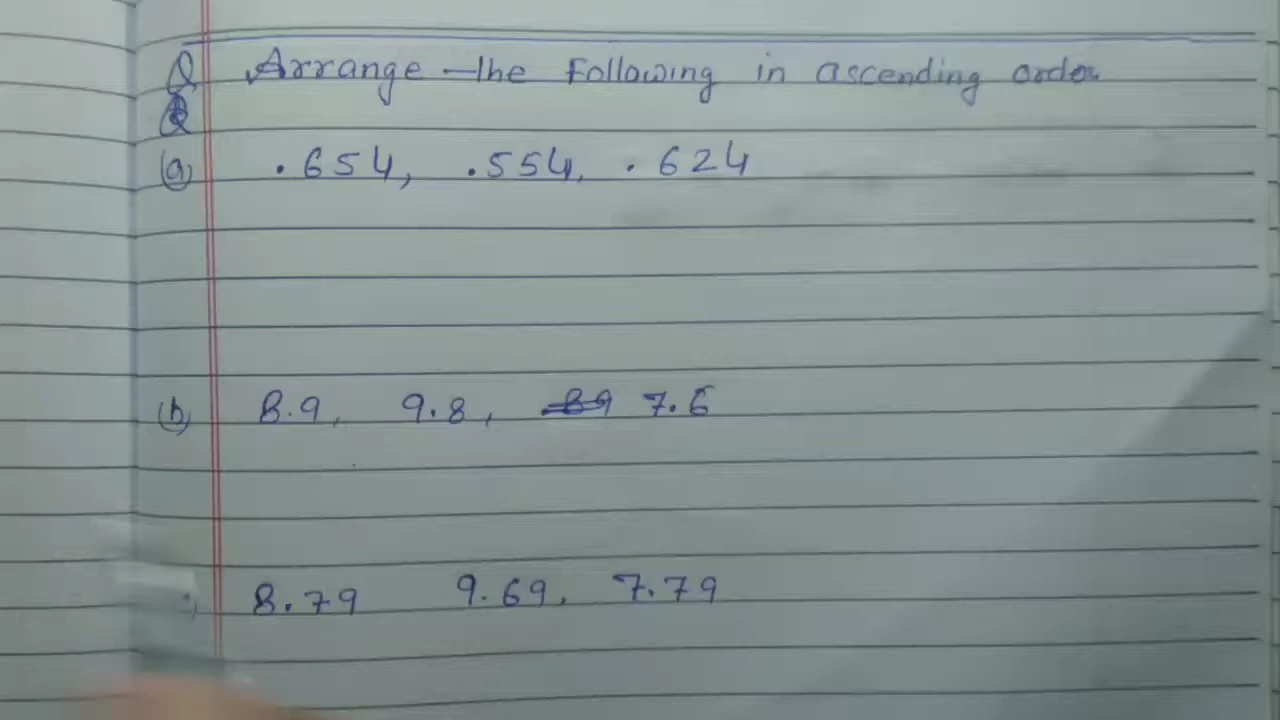 Q Arrange the Following in ascending order
(a) .654, .554, .624
(b) 8.9, 9.8, 7.6
8.79 9.69, 7.79